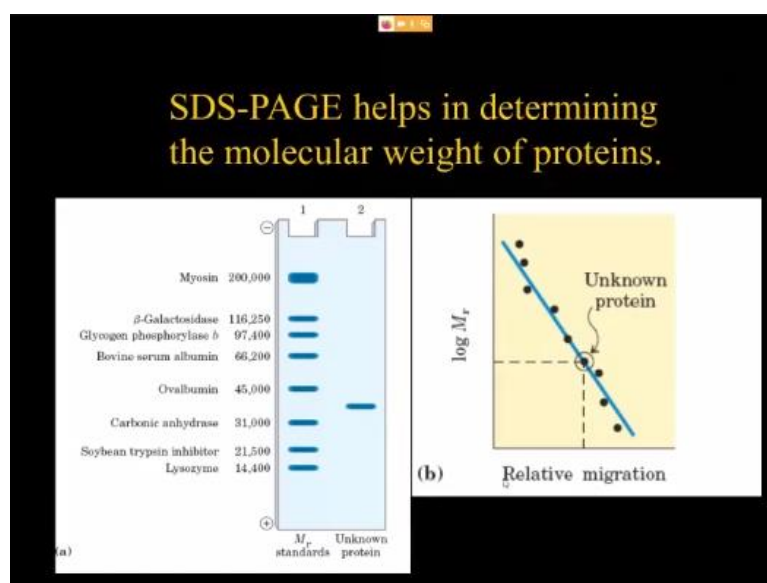 SDS-PAGE helps in determining
the molecular weight of proteins.
1 2
⊖
Myosin 200,000
β-Galactosidase 116,250
Glycogen phosphorylase b 97,400
Bovine serum albumin 66,200
Ovalbumin 45,000
Carbonic anhydrase 31,000
Soybean trypsin inhibitor 21,500
Lysozyme 14,400
⊕
Mr standards
Unknown protein
(a)
log Mr
Unknown
protein
(b)
Relative migration